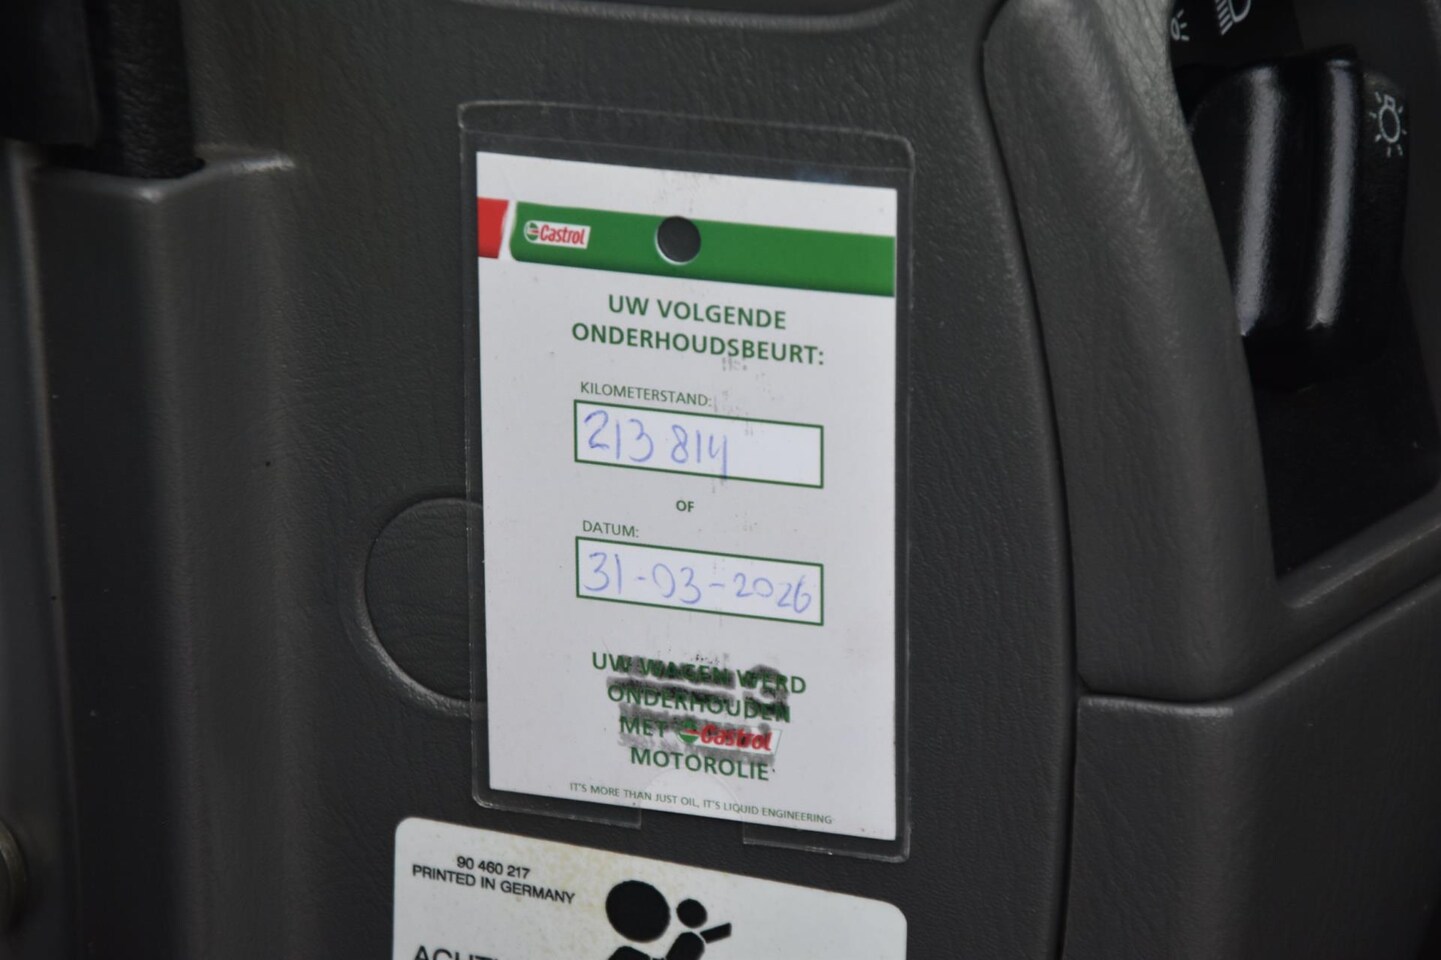 Castrol
UW VOLGENDE
ONDERHOUDSBEURT:
KILOMETERSTAND:
213 814
OF
DATUM:
31-03-2026
UW WAGEN WERD
ONDERHOUDEN
MET Castrol
MOTOROLIE
IT'S MORE THAN JUST OIL, IT'S LIQUID ENGINEERING
90 460 217
PRINTED IN GERMANY